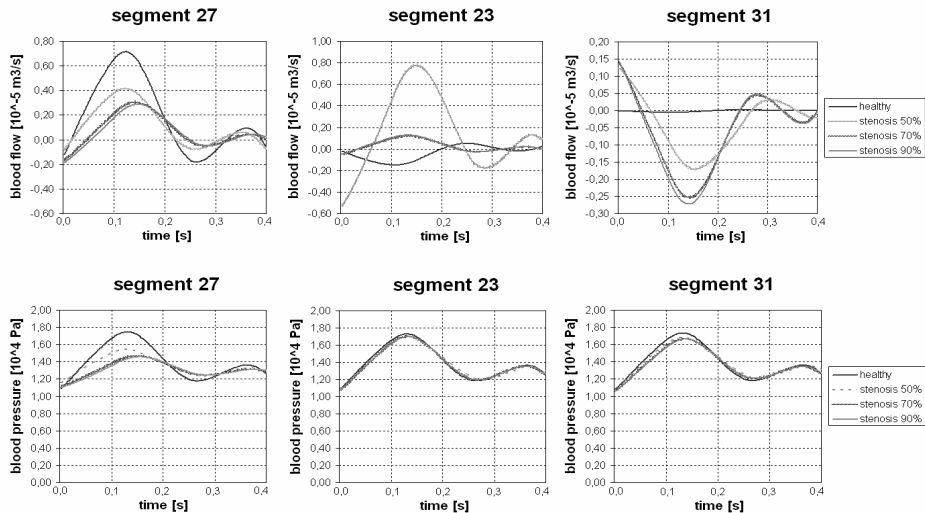 segment 27
segment 23
segment 31
blood flow [10^-5 m3/s]
0,80
0,60
0,40
0,20
0,00
-0,20
-0,40
-0,60
0,0 0,1 0,2 0,3 0,4
time [s]
blood flow [10^-5 m3/s]
1,00
0,80
0,60
0,40
0,20
0,00
-0,20
-0,40
-0,60
0,0 0,1 0,2 0,3 0,4
time [s]
blood flow [10^-5 m3/s]
0,20
0,15
0,10
0,05
0,00
-0,05
-0,10
-0,15
-0,20
-0,25
-0,30
0,0 0,1 0,2 0,3 0,4
time [s]
healthy
stenosis 50%
stenosis 70%
stenosis 90%
segment 27
segment 23
segment 31
blood pressure [10^4 Pa]
2,00
1,80
1,60
1,40
1,20
1,00
0,80
0,60
0,40
0,20
0,00
0,0 0,1 0,2 0,3 0,4
time [s]
blood pressure [10^4 Pa]
2,00
1,80
1,60
1,40
1,20
1,00
0,80
0,60
0,40
0,20
0,00
0,0 0,1 0,2 0,3 0,4
time [s]
blood pressure [10^4 Pa]
2,00
1,80
1,60
1,40
1,20
1,00
0,80
0,60
0,40
0,20
0,00
0,0 0,1 0,2 0,3 0,4
time [s]
healthy
stenosis 50%
stenosis 70%
stenosis 90%